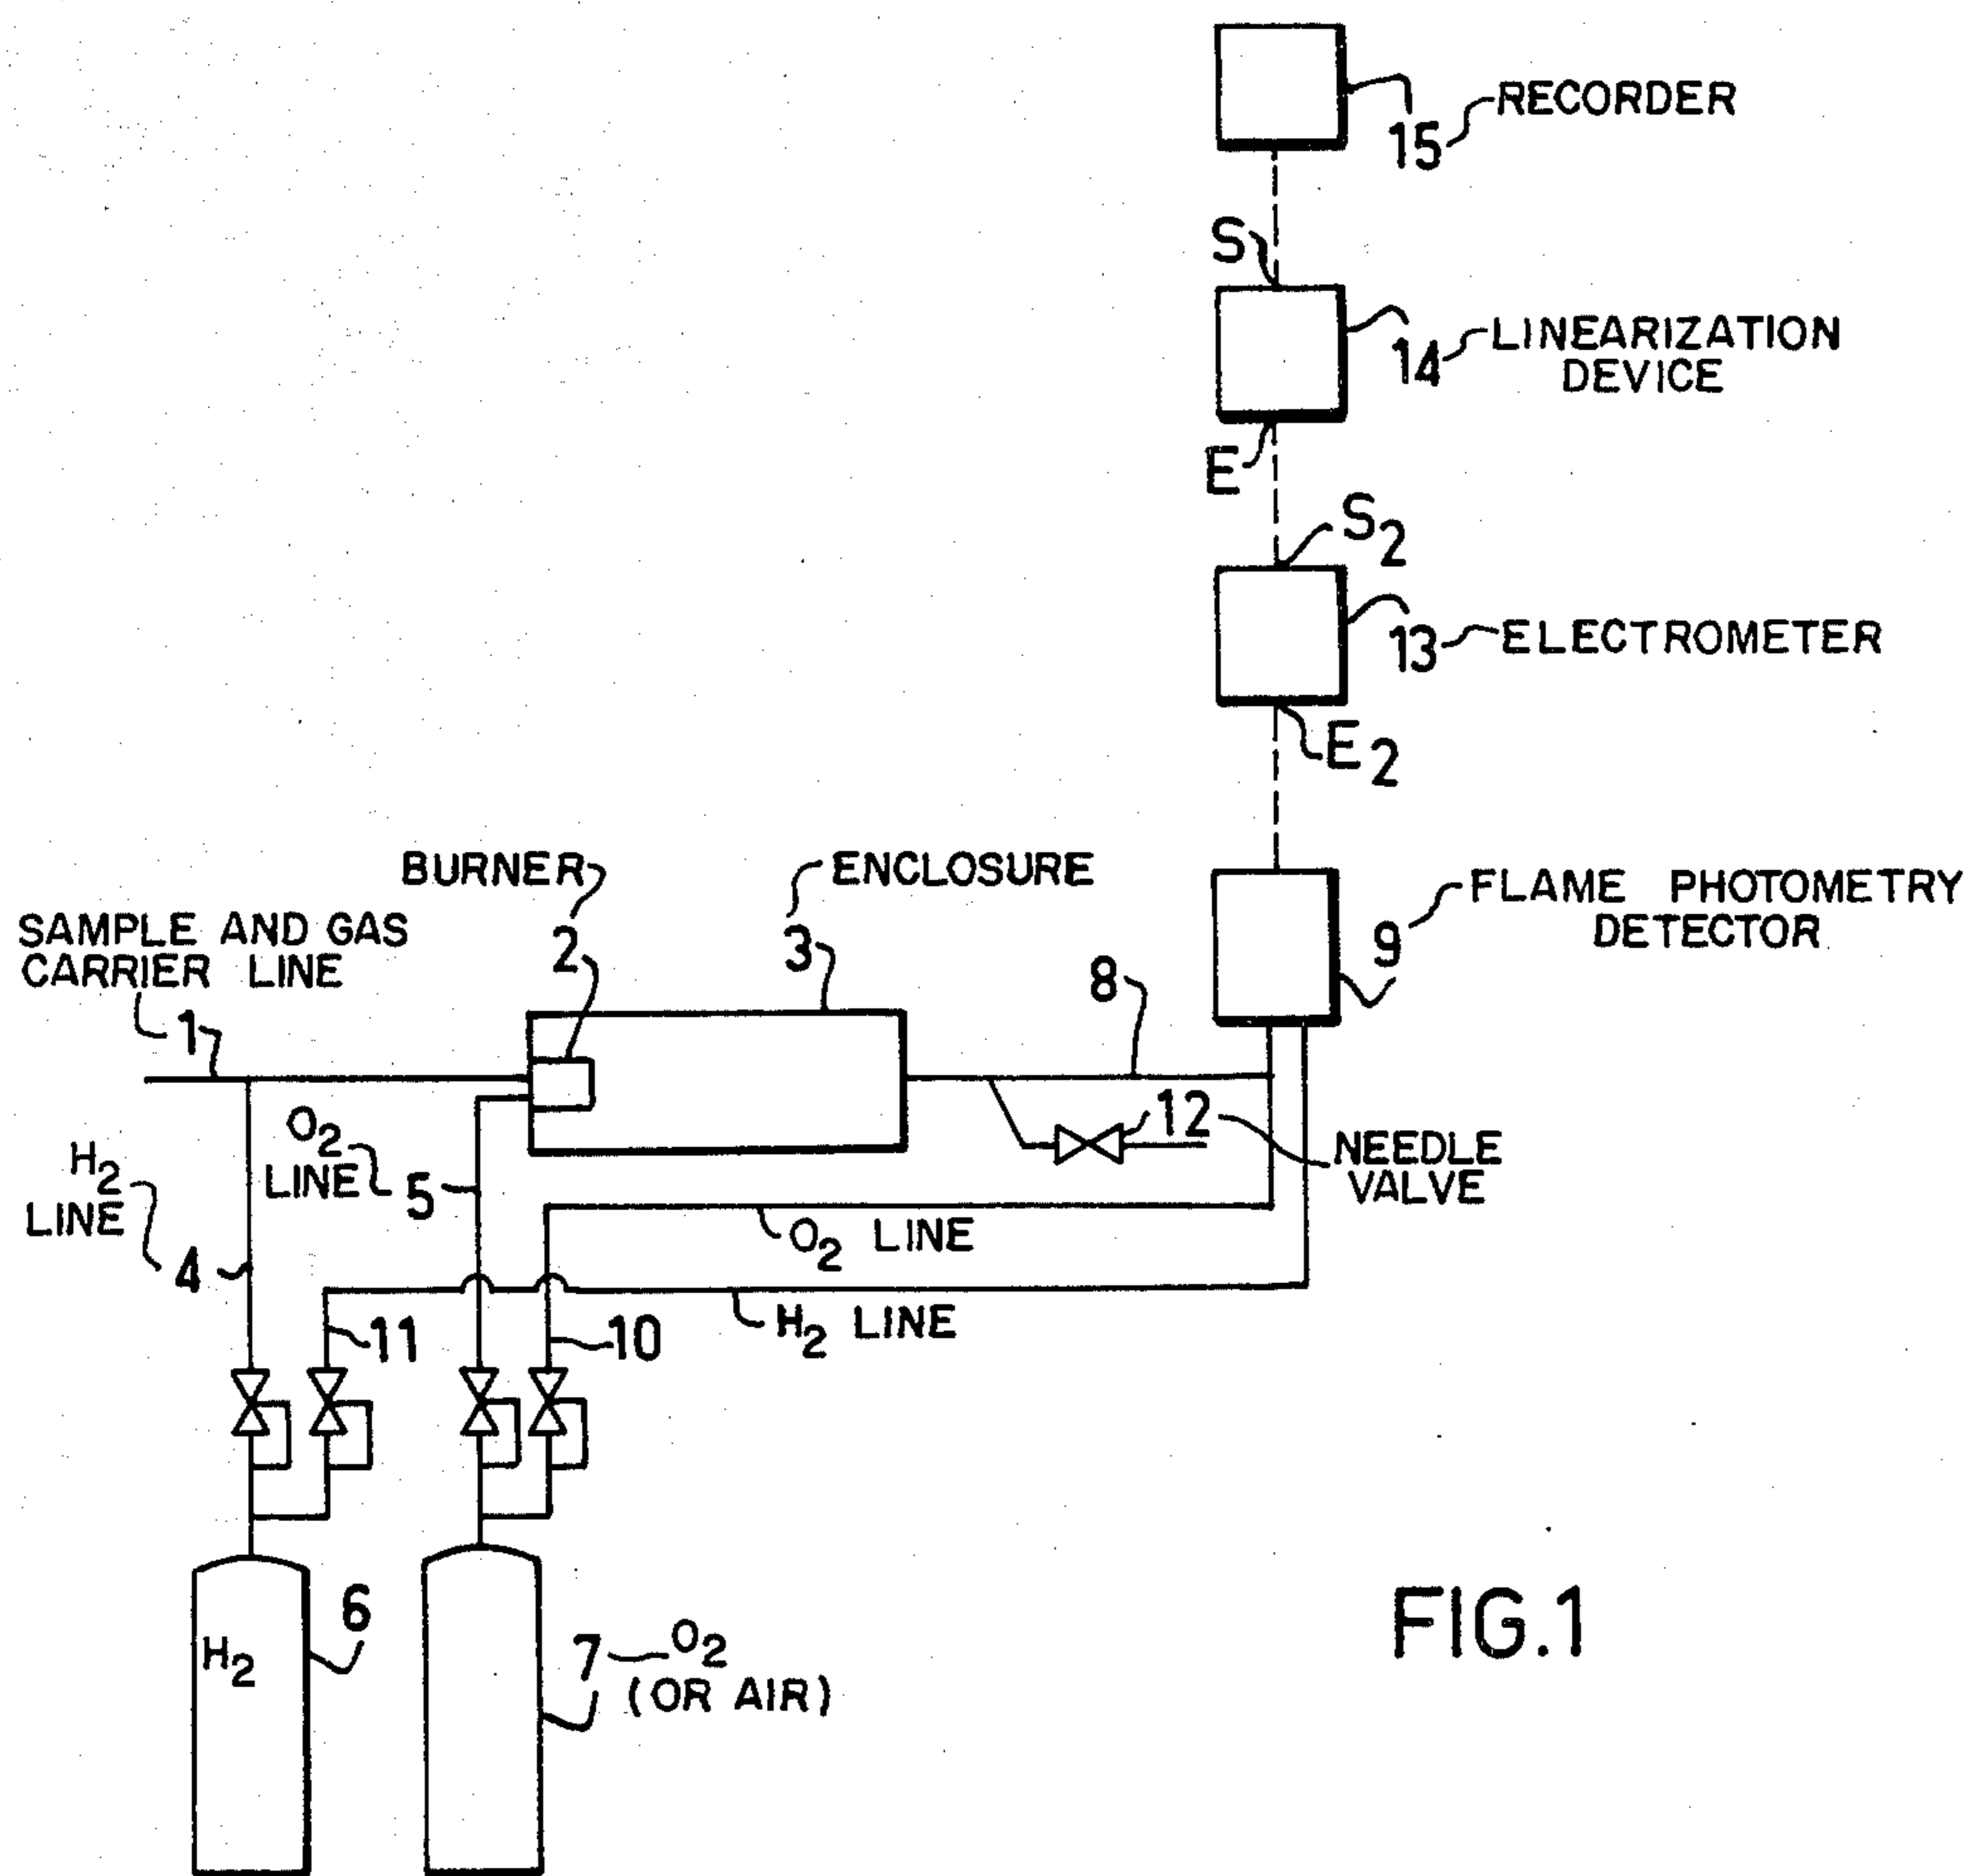 15 RECORDER
S
14 LINEARIZATION
DEVICE
E
S2
13 ELECTROMETER
E2
BURNER
2
ENCLOSURE
3
FLAME PHOTOMETRY
DETECTOR
9
SAMPLE AND GAS
CARRIER LINE
1
8
12
NEEDLE
VALVE
O2
LINE
5
H2
LINE
4
O2 LINE
H2 LINE
11
10
6
H2
7 O2
(OR AIR)
FIG.1